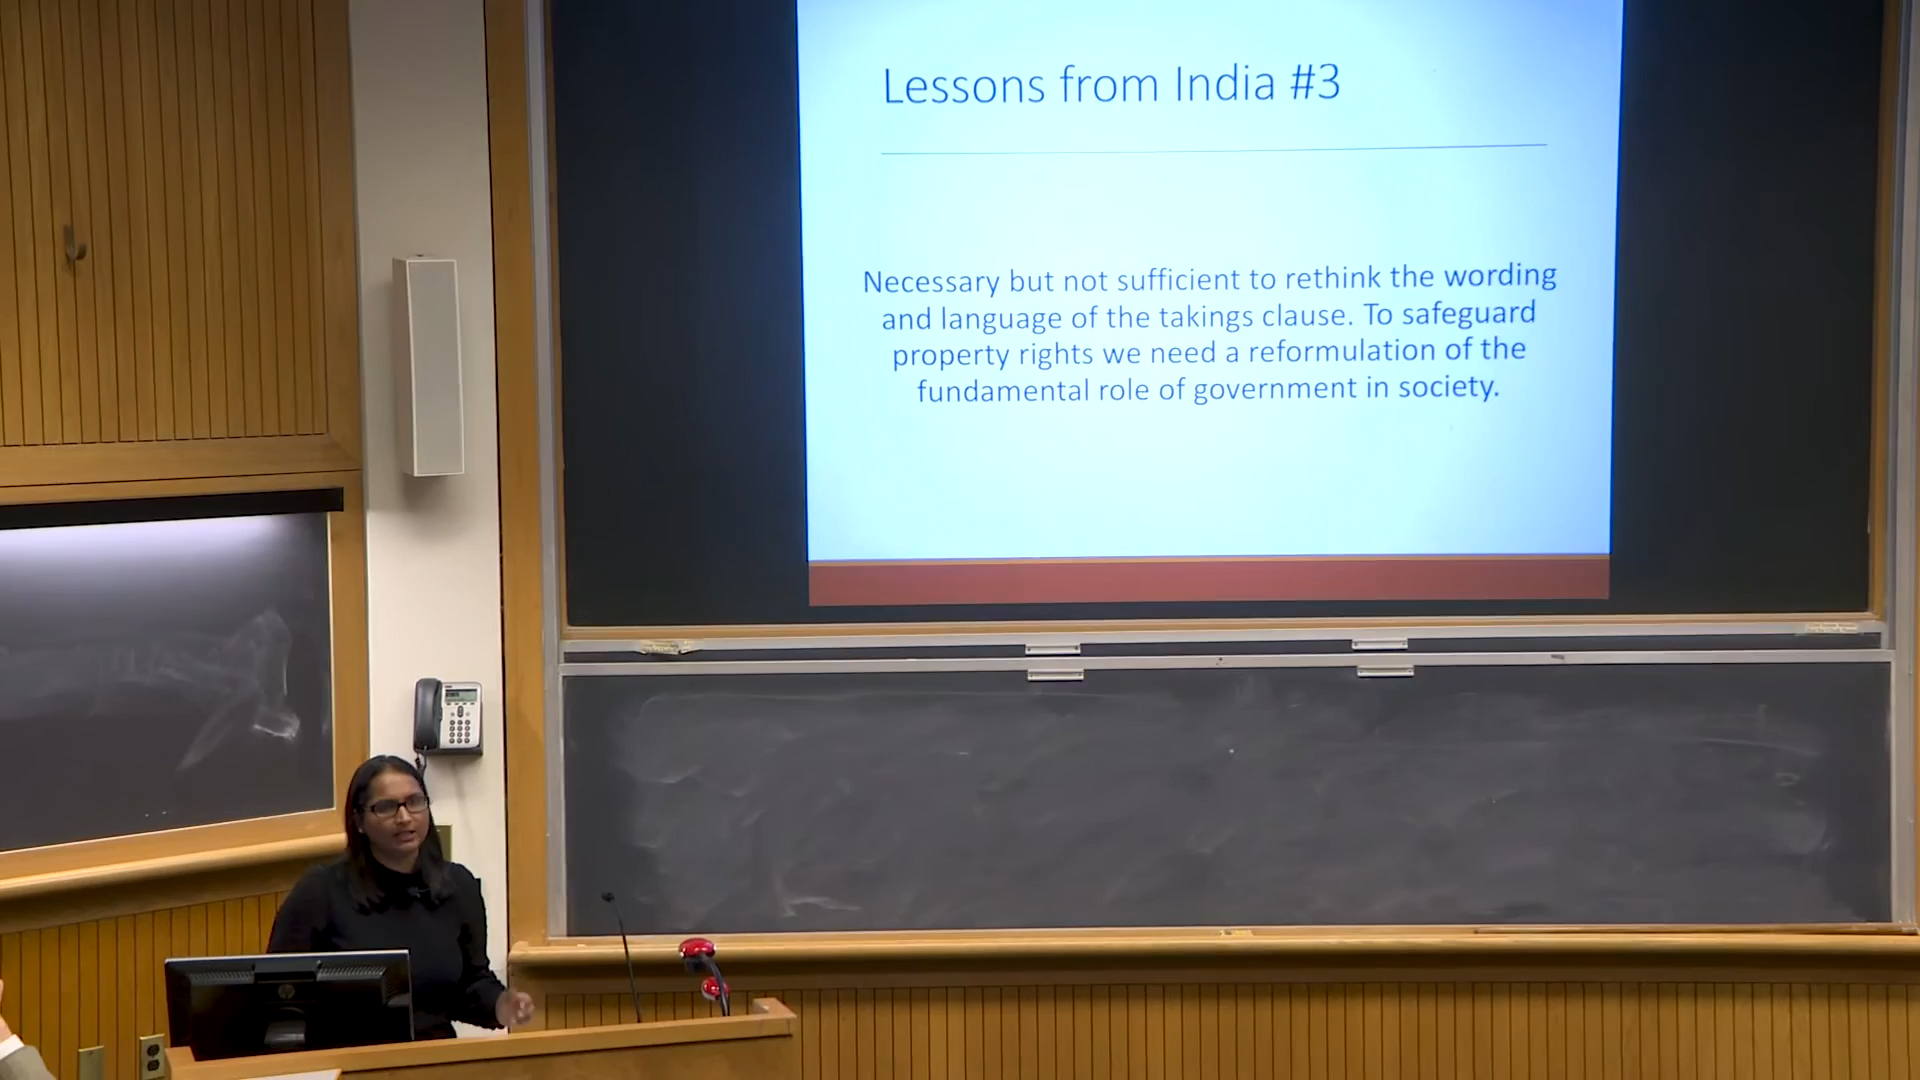 Lessons from India #3
Necessary but not sufficient to rethink the wording
and language of the takings clause. To safeguard
property rights we need a reformulation of the
fundamental role of government in society.
hp